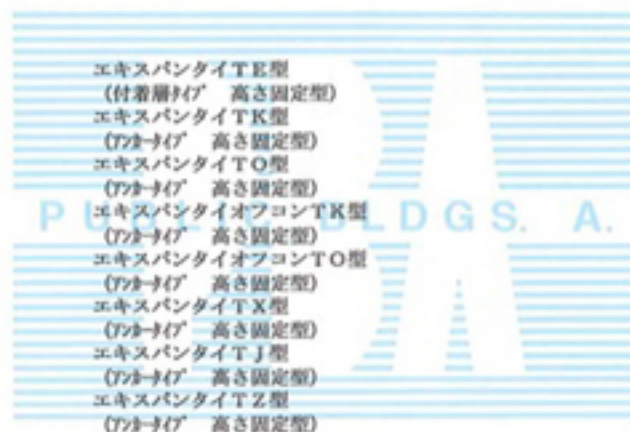 エキスパンタイTE型
(付着層ﾀｲﾌﾟ 高さ固定型)
エキスパンタイTK型
(ｱﾝｶｰﾀｲﾌﾟ 高さ固定型)
エキスパンタイTO型
(ｱﾝｶｰﾀｲﾌﾟ 高さ固定型)
PUBLIC BLDGS. A.
エキスパンタイオフコンTK型
(ｱﾝｶｰﾀｲﾌﾟ 高さ固定型)
エキスパンタイオフコンTO型
(ｱﾝｶｰﾀｲﾌﾟ 高さ固定型)
エキスパンタイTX型
(ｱﾝｶｰﾀｲﾌﾟ 高さ固定型)
エキスパンタイTJ型
(ｱﾝｶｰﾀｲﾌﾟ 高さ固定型)
エキスパンタイTZ型
(ｱﾝｶｰﾀｲﾌﾟ 高さ固定型)